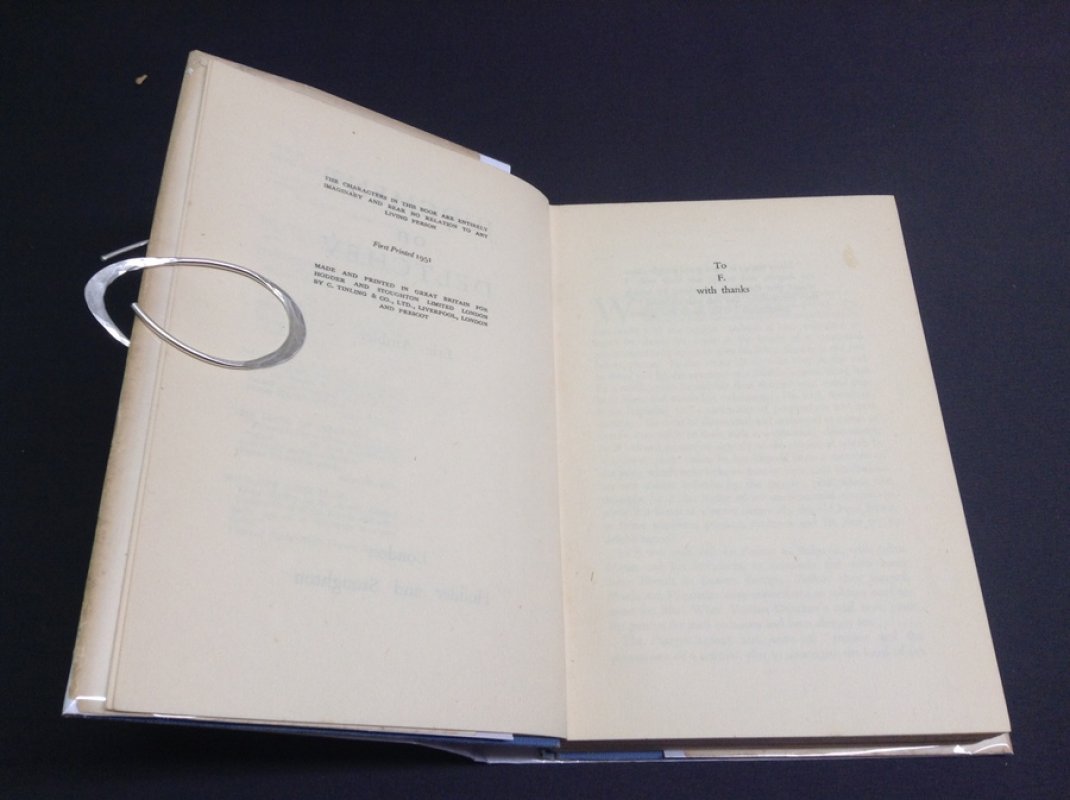 THE CHARACTERS IN THIS BOOK ARE ENTIRELY
IMAGINARY AND BEAR NO RELATION TO ANY
LIVING PERSON
First Printed 1951
MADE AND PRINTED IN GREAT BRITAIN FOR
HODDER AND STOUGHTON LIMITED LONDON
BY C. TINLING & CO., LTD., LIVERPOOL, LONDON
AND PRESCOT
To
F.
with thanks